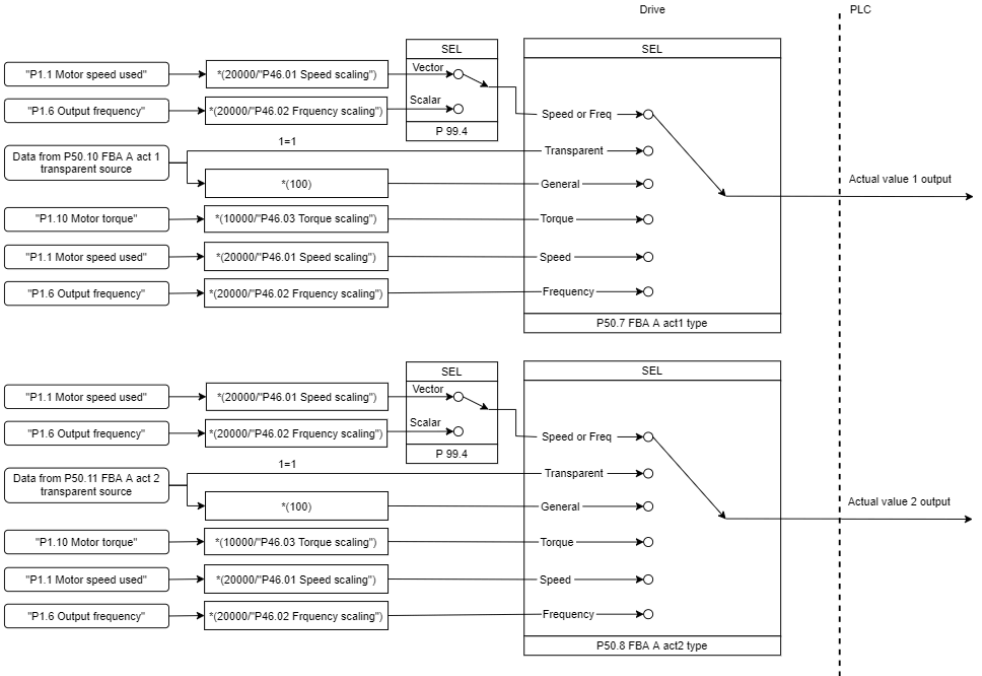 Drive
PLC
SEL
SEL
"P1.1 Motor speed used"
*(20000/"P46.01 Speed scaling")
Vector
"P1.6 Output frequency"
*(20000/"P46.02 Frquency scaling")
Scalar
Speed or Freq
P 99.4
1=1
Data from P50.10 FBA A act 1
transparent source
Transparent
*(100)
General
Actual value 1 output
"P1.10 Motor torque"
*(10000/"P46.03 Torque scaling")
Torque
"P1.1 Motor speed used"
*(20000/"P46.01 Speed scaling")
Speed
"P1.6 Output frequency"
*(20000/"P46.02 Frquency scaling)
Frequency
P50.7 FBA A act1 type
SEL
SEL
"P1.1 Motor speed used"
*(20000/"P46.01 Speed scaling")
Vector
"P1.6 Output frequency"
*(20000/"P46.02 Frquency scaling")
Scalar
Speed or Freq
P 99.4
1=1
Data from P50.11 FBA A act 2
transparent source
Transparent
*(100)
General
Actual value 2 output
"P1.10 Motor torque"
*(10000/"P46.03 Torque scaling")
Torque
"P1.1 Motor speed used"
*(20000/"P46.01 Speed scaling")
Speed
"P1.6 Output frequency"
*(20000/"P46.02 Frquency scaling")
Frequency
P50.8 FBA A act2 type